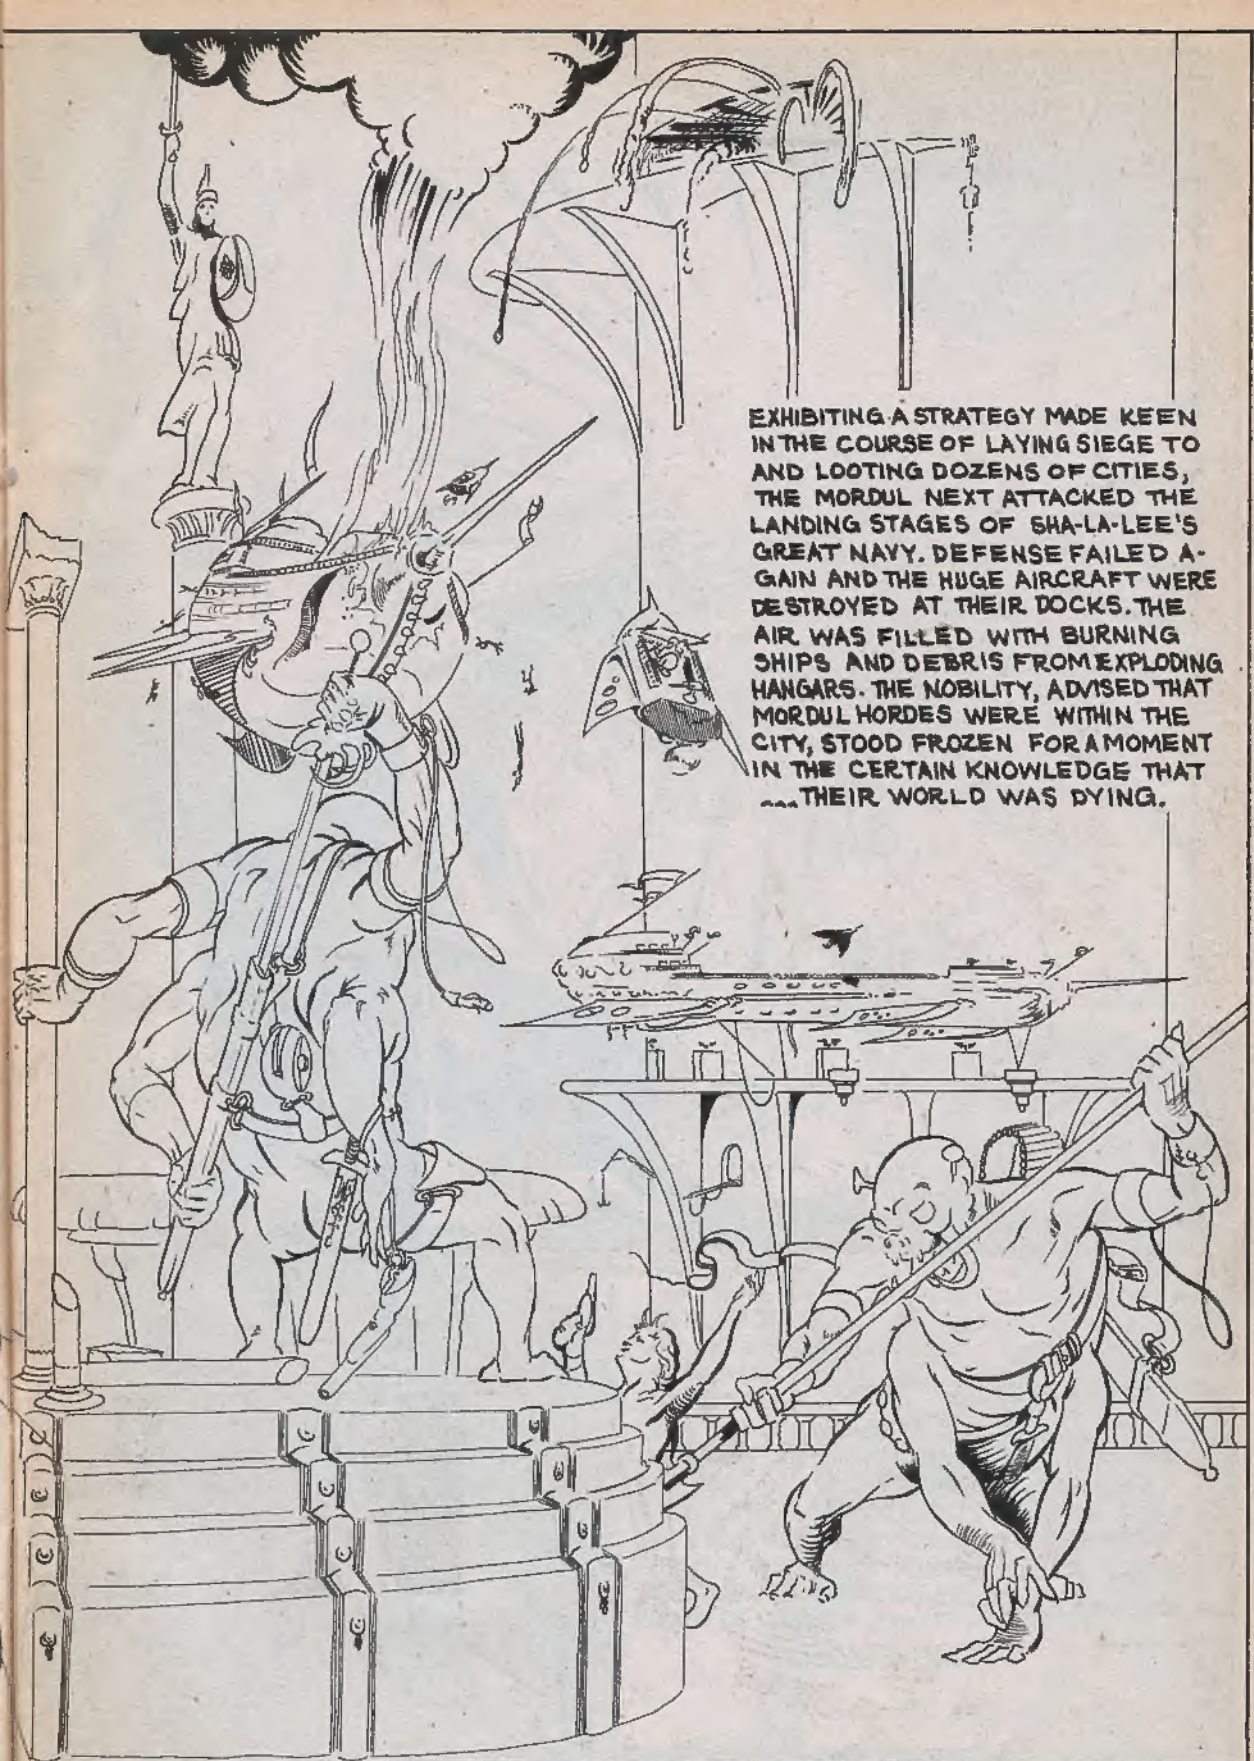 EXHIBITING A STRATEGY MADE KEEN
IN THE COURSE OF LAYING SIEGE TO
AND LOOTING DOZENS OF CITIES,
THE MORDUL NEXT ATTACKED THE
LANDING STAGES OF SHA-LA-LEE'S
GREAT NAVY. DEFENSE FAILED A-
GAIN AND THE HUGE AIRCRAFT WERE
DESTROYED AT THEIR DOCKS. THE
AIR WAS FILLED WITH BURNING
SHIPS AND DEBRIS FROM EXPLODING
HANGARS. THE NOBILITY, ADVISED THAT
MORDUL HORDES WERE WITHIN THE
CITY, STOOD FROZEN FOR A MOMENT
IN THE CERTAIN KNOWLEDGE THAT
....THEIR WORLD WAS DYING.